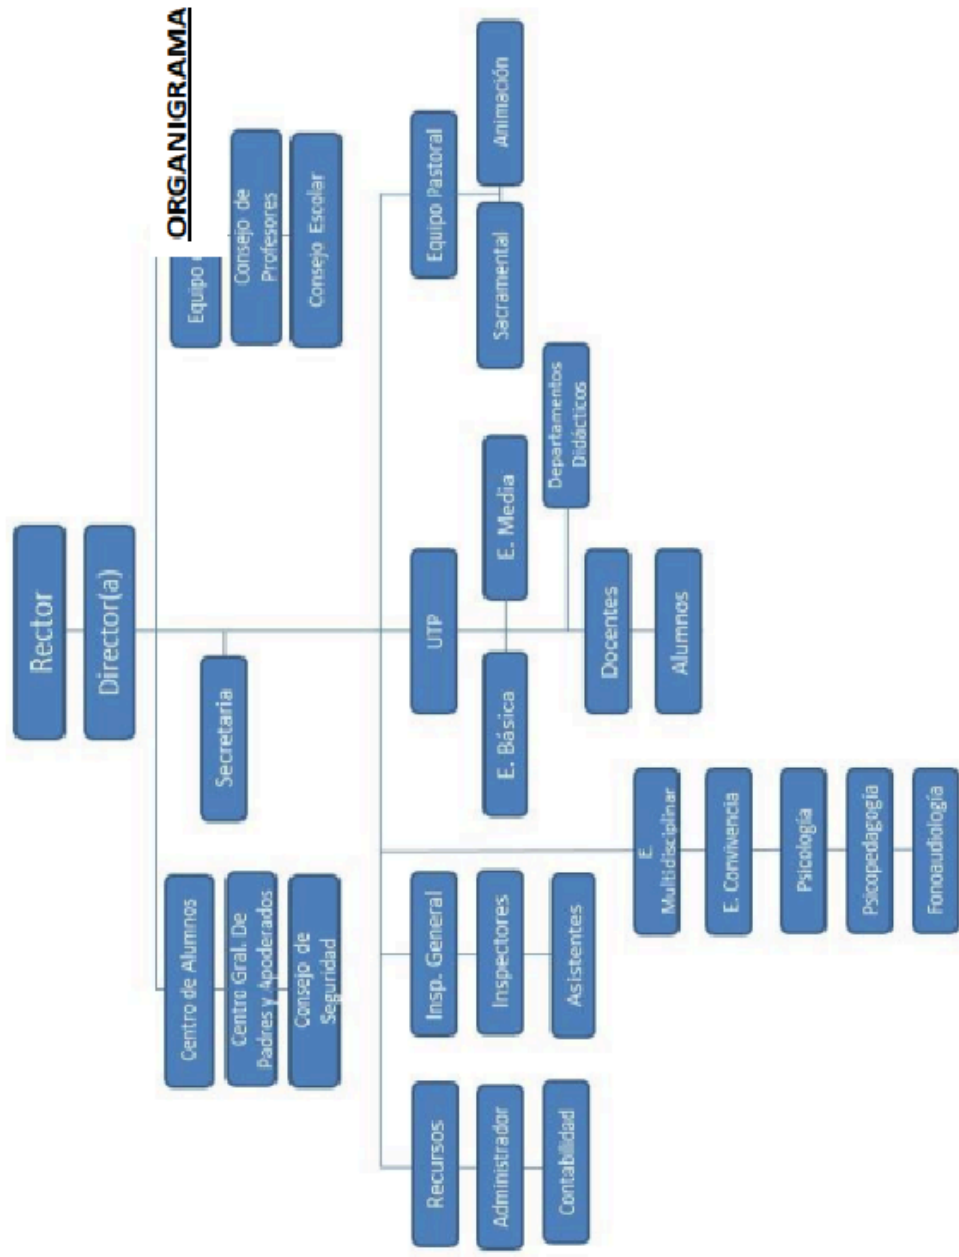 ORGANIGRAMA
Rector
Director(a)
Centro de Alumnos
Centro Gral. De
Padres y Apoderados
Consejo de
Seguridad
Secretaria
Equipo
Consejo de
Profesores
Consejo Escolar
Recursos
Administrador
Contabilidad
Insp. General
Inspectores
Asistentes
E.
Multidisciplinar
E. Convivencia
Psicología
Psicopedagogía
Fonoaudiología
UTP
E. Básica
E. Media
Departamentos
Didácticos
Docentes
Alumnos
Equipo Pastoral
Sacramental
Animación